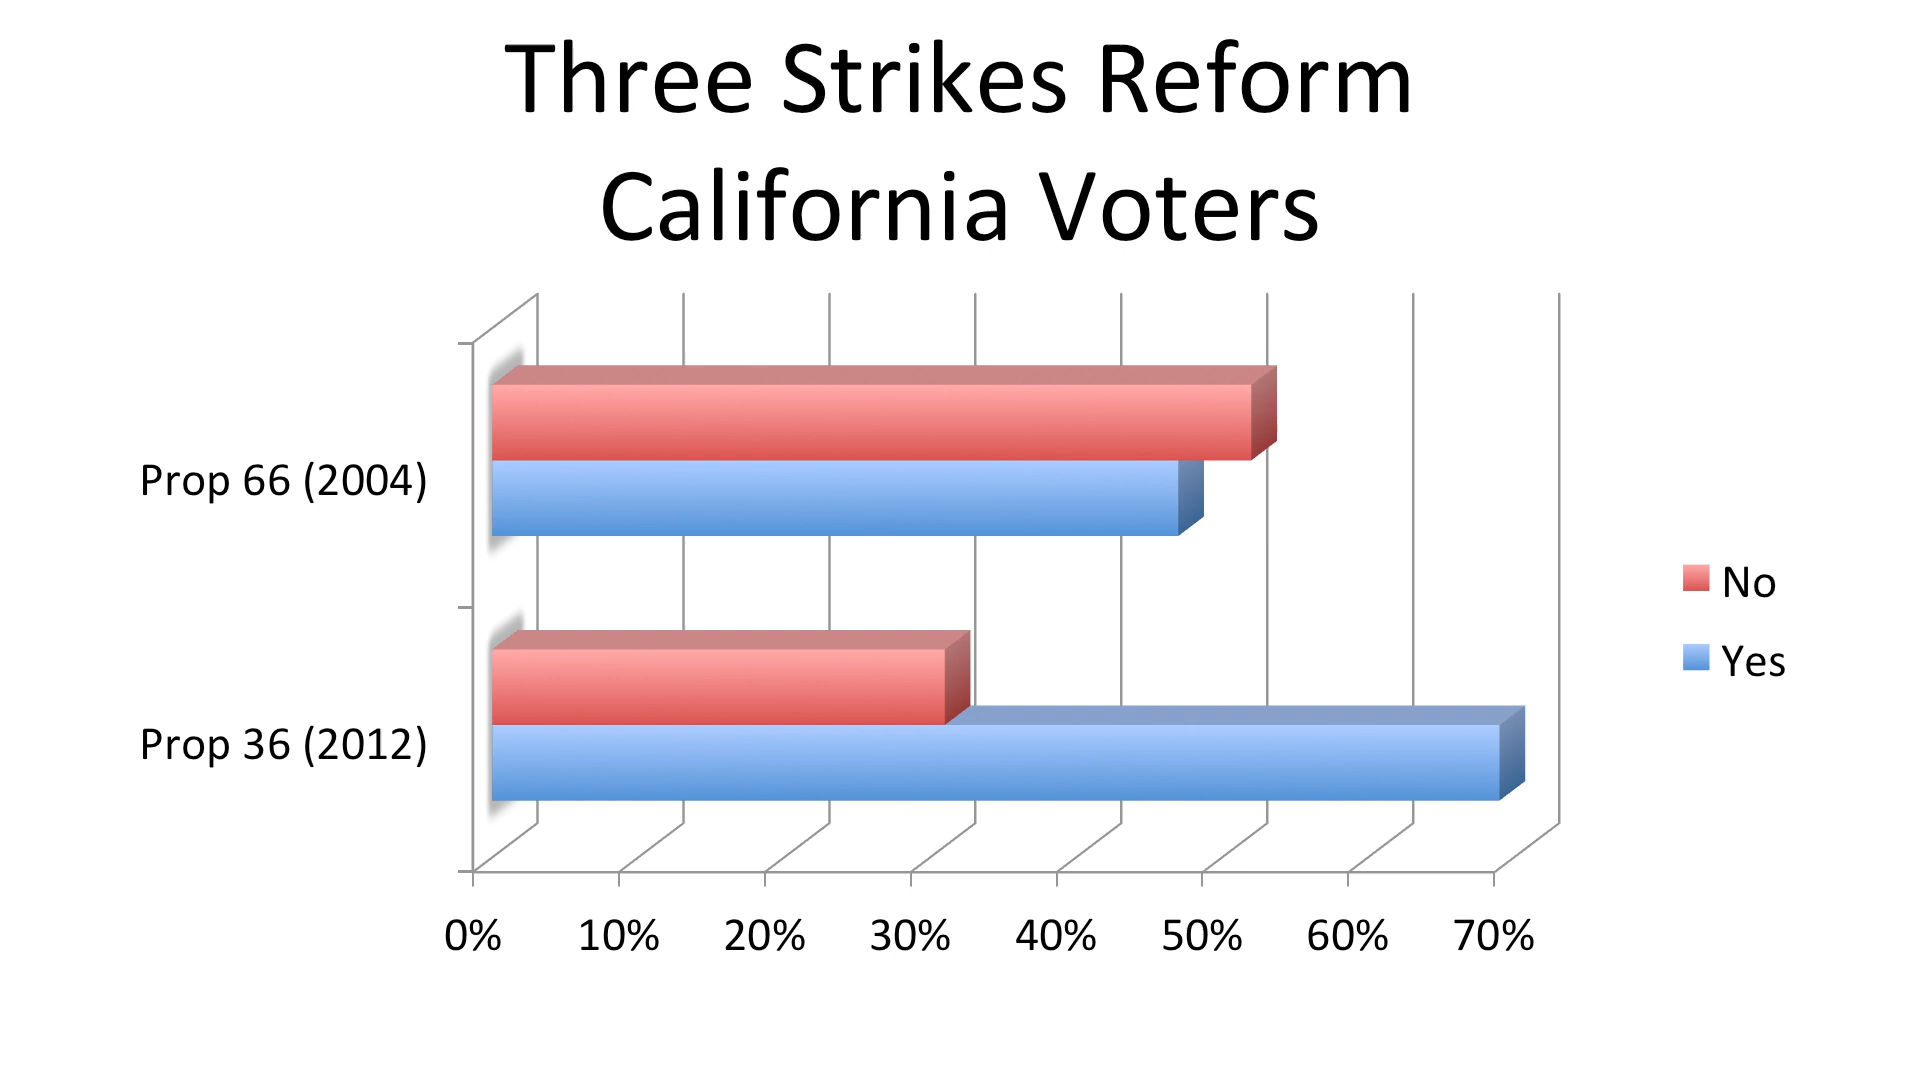 Three Strikes Reform
California Voters
Prop 66 (2004)
Prop 36 (2012)
No
Yes
0% 10% 20% 30% 40% 50% 60% 70%